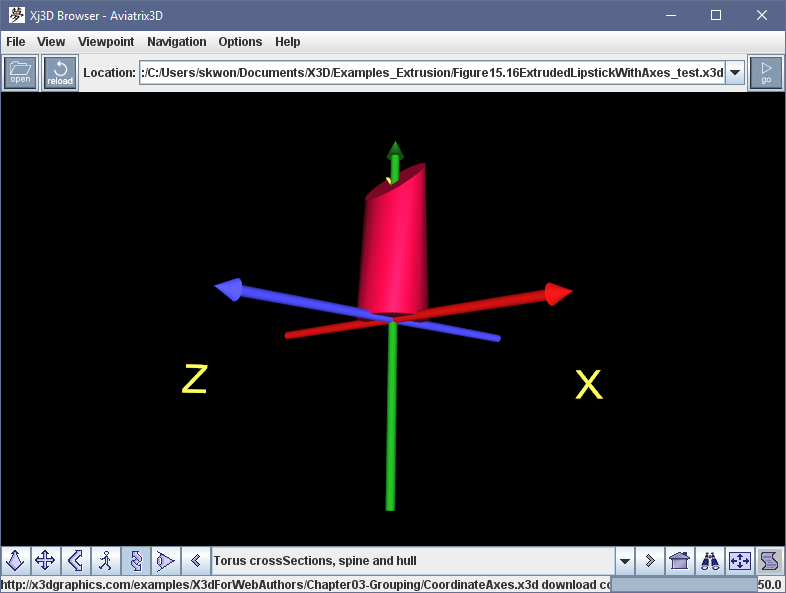 夢 Xj3D Browser - Aviatrix3D
File View Viewpoint Navigation Options Help
open reload Location: :/C:/Users/skwon/Documents/X3D/Examples_Extrusion/Figure15.16ExtrudedLipstickWithAxes_test.x3d go
Z
X
Torus crossSections, spine and hull
http://x3dgraphics.com/examples/X3dForWebAuthors/Chapter03-Grouping/CoordinateAxes.x3d download co 50.0